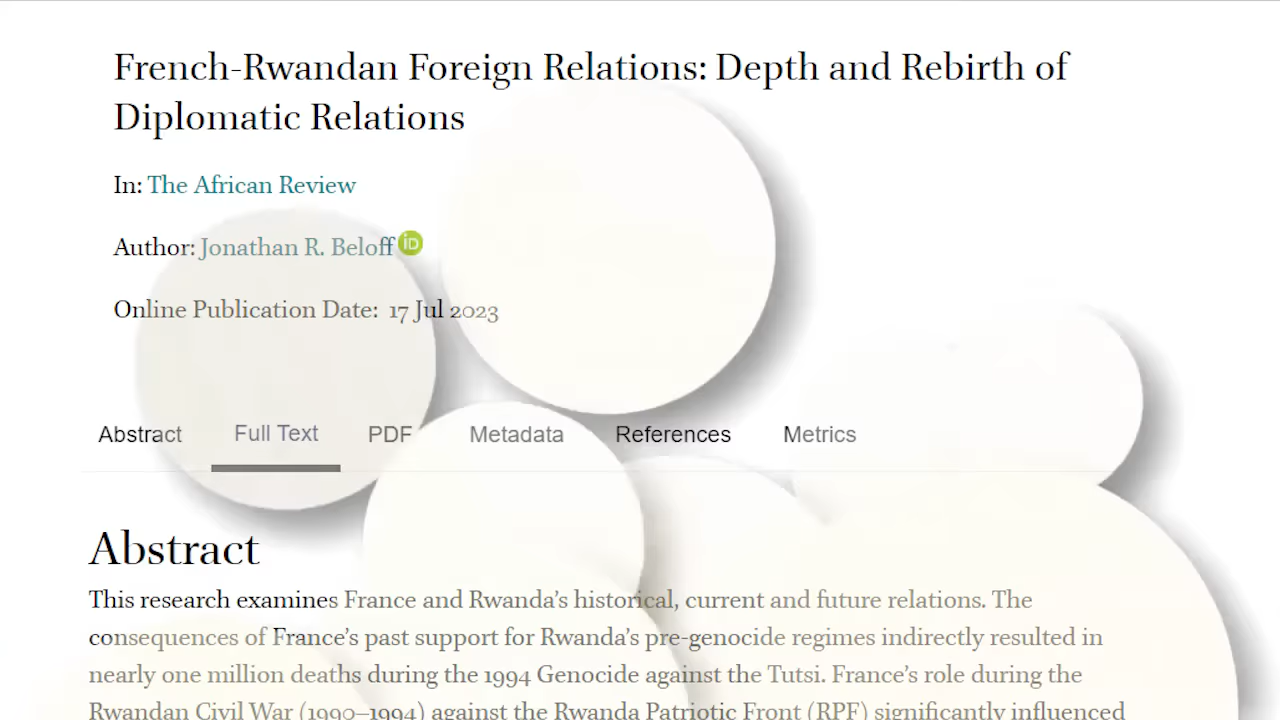 French-Rwandan Foreign Relations: Depth and Rebirth of
Diplomatic Relations
In: The African Review
Author: Jonathan R. Beloff iD
Online Publication Date: 17 Jul 2023
Abstract Full Text PDF Metadata References Metrics
Abstract
This research examines France and Rwanda's historical, current and future relations. The
consequences of France's past support for Rwanda's pre-genocide regimes indirectly resulted in
nearly one million deaths during the 1994 Genocide against the Tutsi. France's role during the
Rwandan Civil War (1990–1994) against the Rwanda Patriotic Front (RPF) significantly influenced